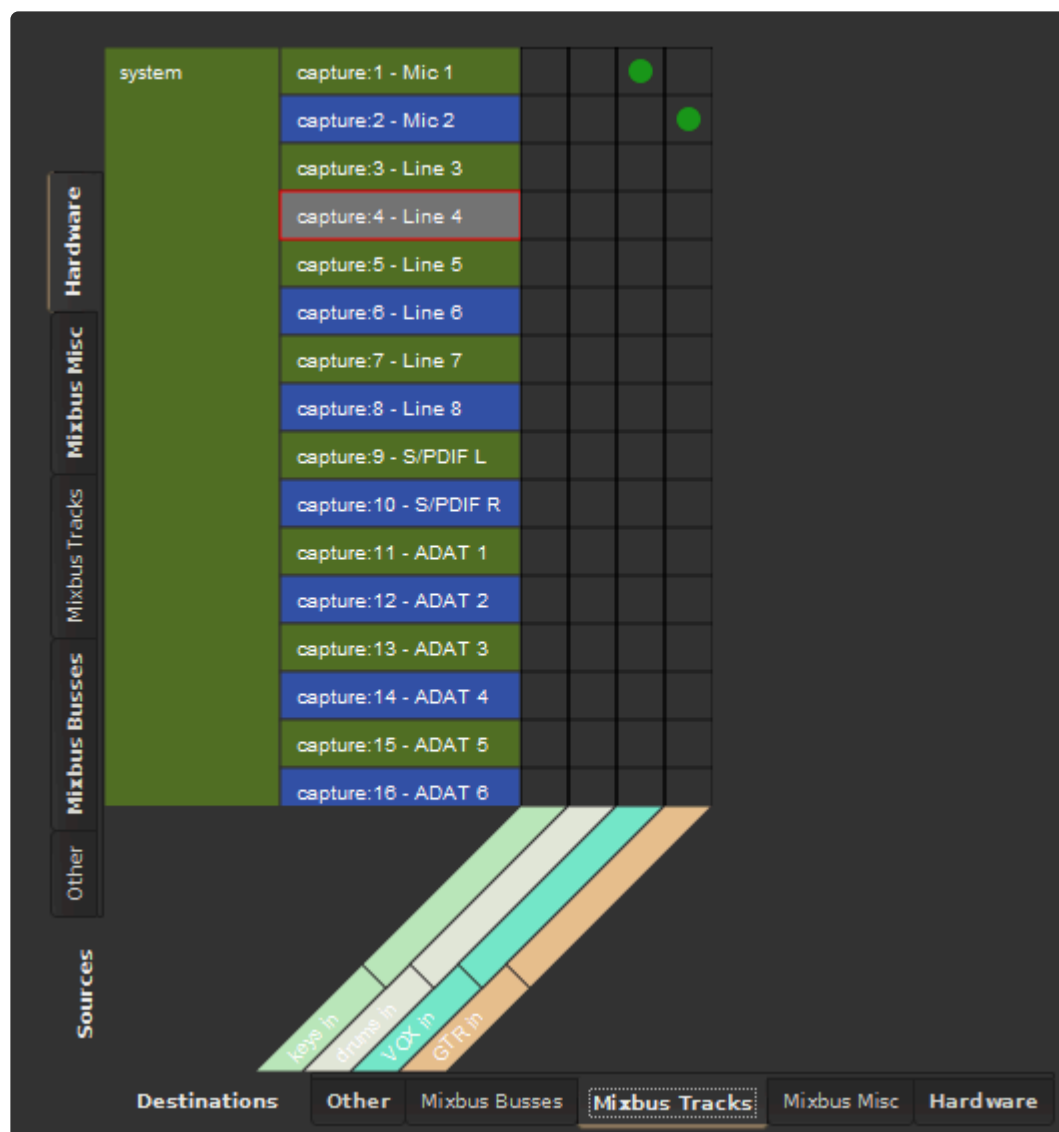 system
capture:1 - Mic 1
capture:2 - Mic 2
capture:3 - Line 3
capture:4 - Line 4
capture:5 - Line 5
capture:6 - Line 6
capture:7 - Line 7
capture:8 - Line 8
capture:9 - S/PDIF L
capture:10 - S/PDIF R
capture:11 - ADAT 1
capture:12 - ADAT 2
capture:13 - ADAT 3
capture:14 - ADAT 4
capture:15 - ADAT 5
capture:16 - ADAT 6
Hardware
Mixbus Misc
Mixbus Tracks
Mixbus Busses
Other
Sources
keys in
drums in
VOX in
GTR in
Destinations
Other
Mixbus Busses
Mixbus Tracks
Mixbus Misc
Hardware